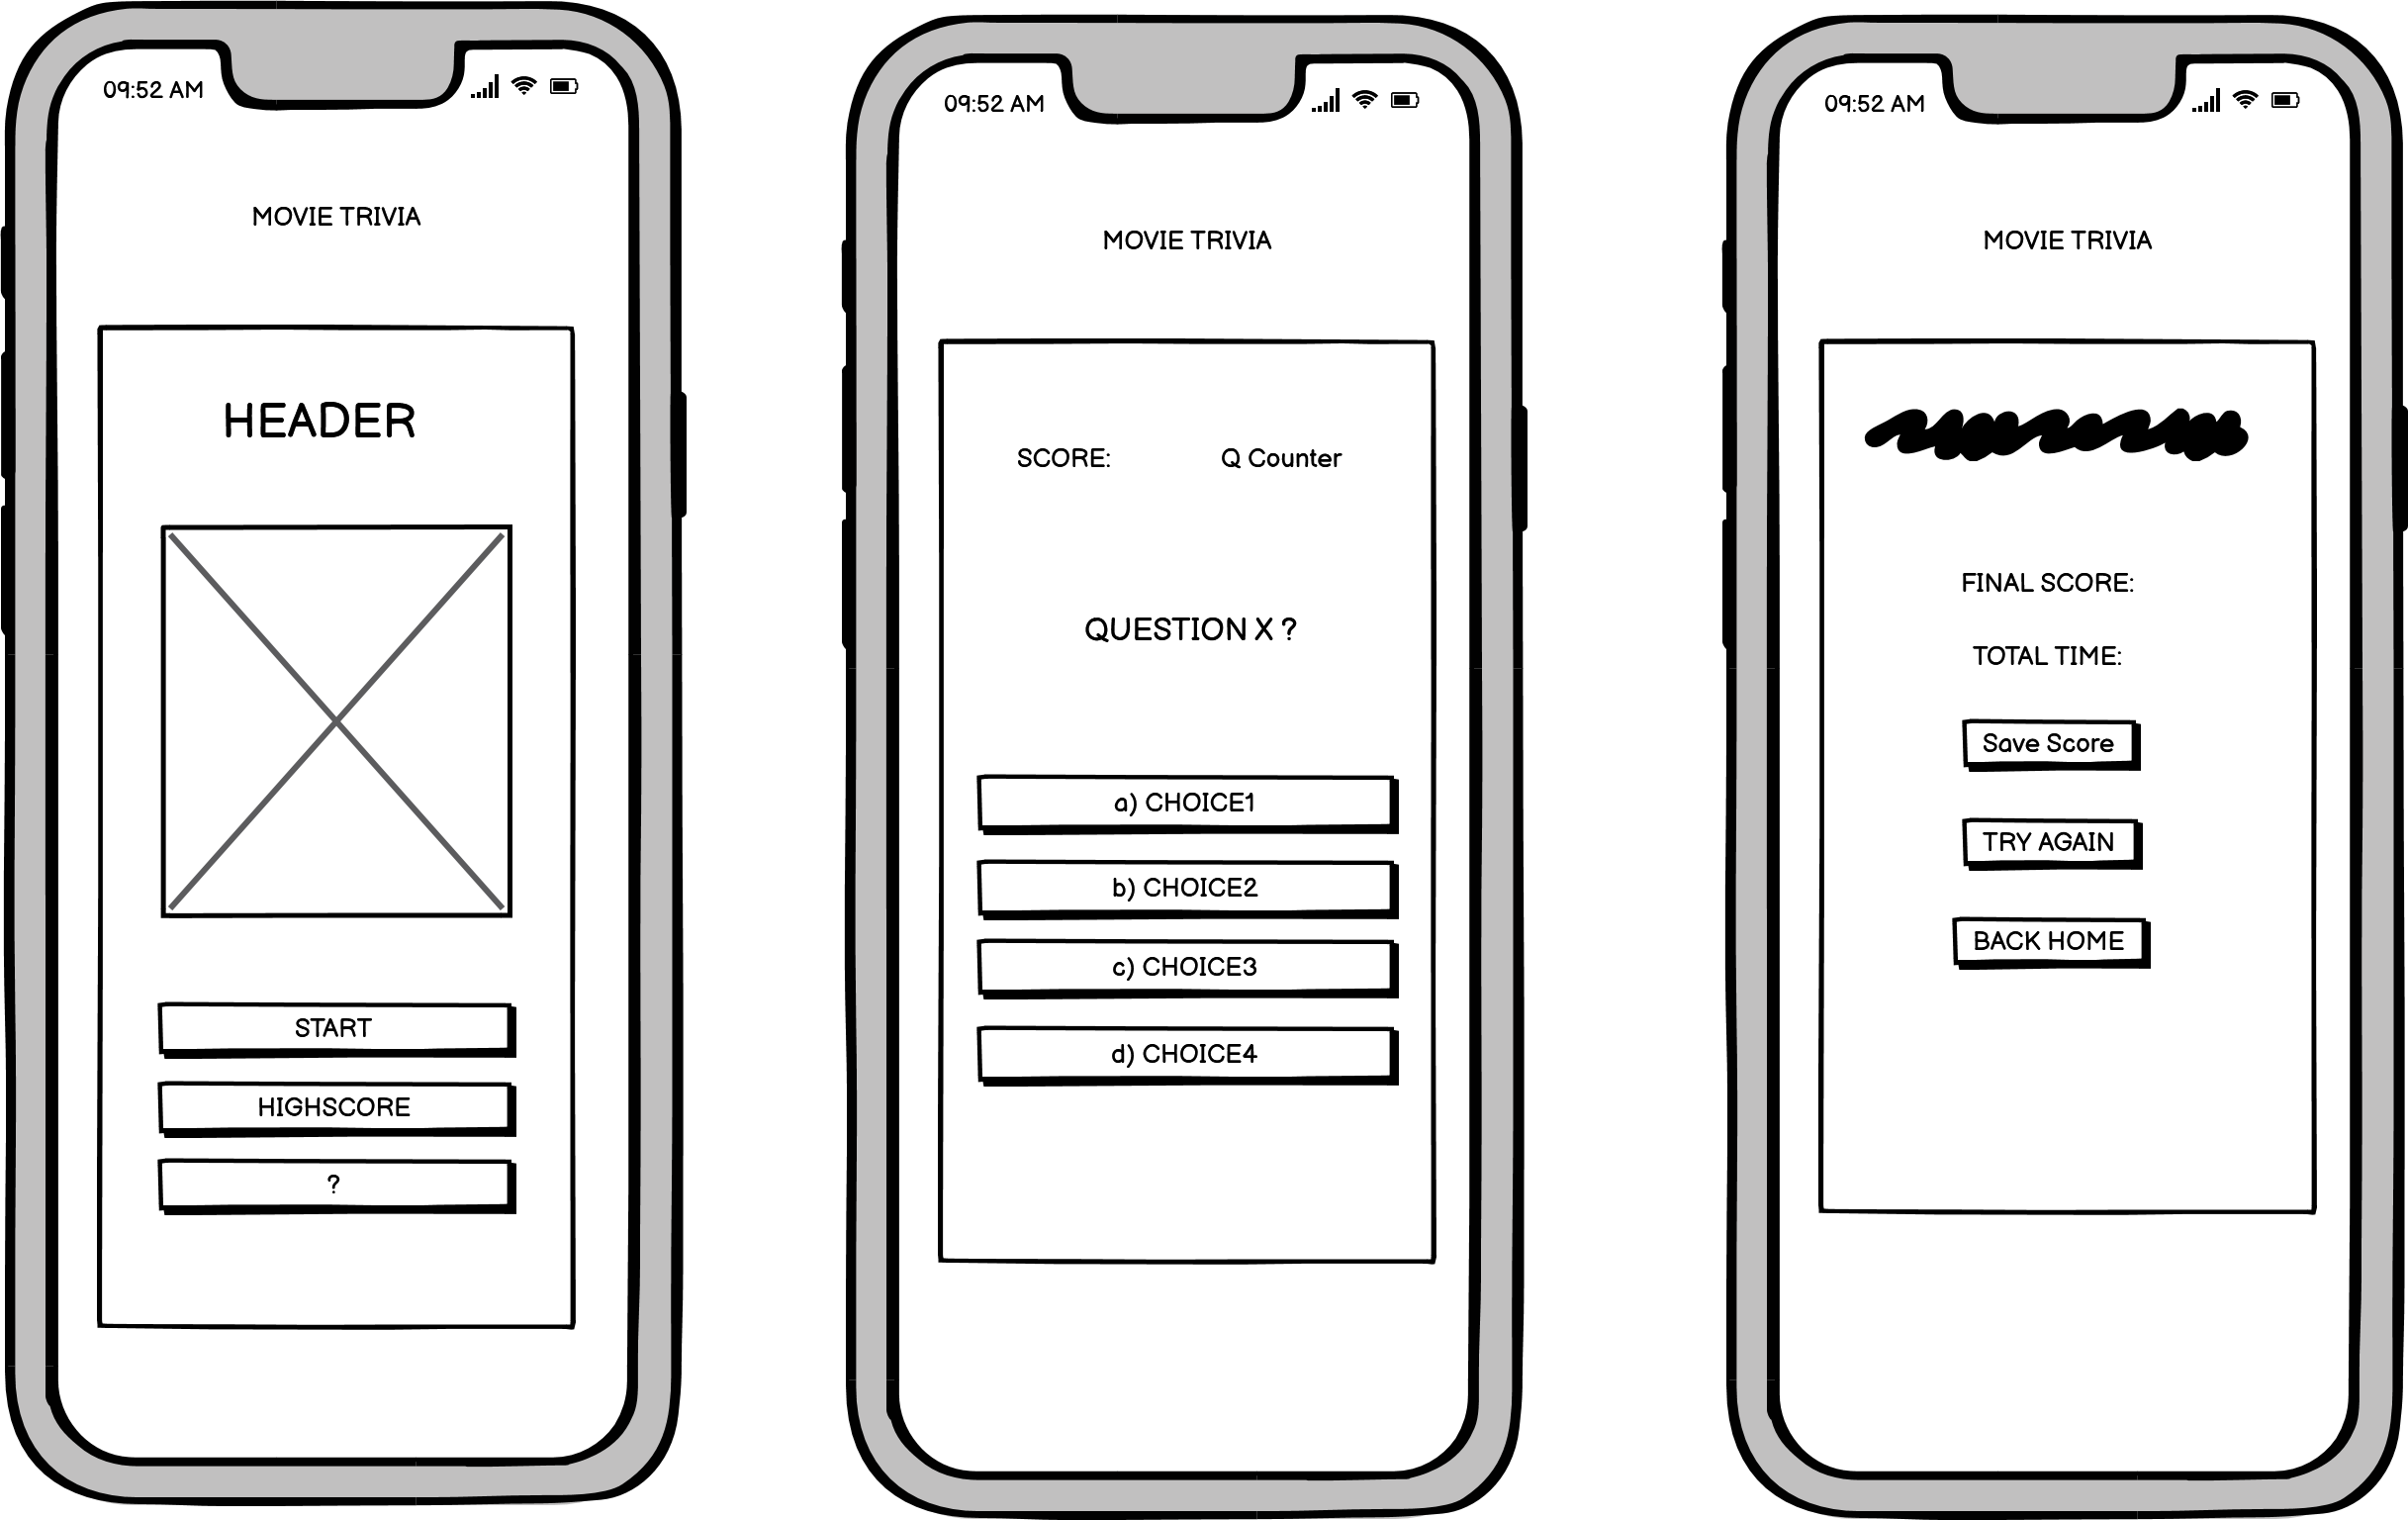 09:52 AM
MOVIE TRIVIA
HEADER
START
HIGHSCORE
?
09:52 AM
MOVIE TRIVIA
SCORE: Q Counter
QUESTION X ?
a) CHOICE1
b) CHOICE2
c) CHOICE3
d) CHOICE4
09:52 AM
MOVIE TRIVIA
FINAL SCORE:
TOTAL TIME:
Save Score
TRY AGAIN
BACK HOME